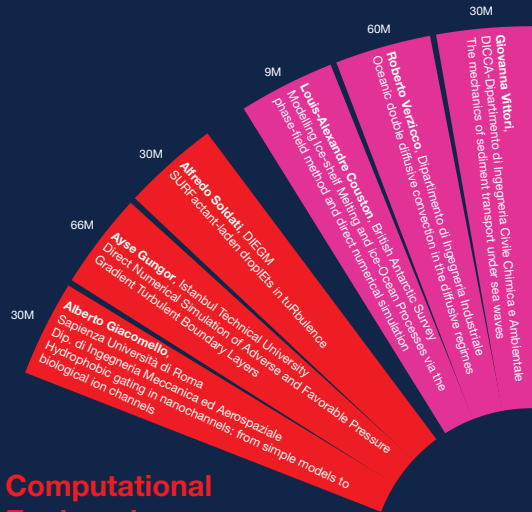 30M
Alberto Giacomello,
Sapienza Università di Roma
Dip. di Ingegneria Meccanica ed Aerospaziale
Hydrophobic gating in nanochannels: from simple models to
biological ion channels
66M
Ayse Gungor, Istanbul Technical University
Direct Numerical Simulation of Adverse and Favorable Pressure
Gradient Turbulent Boundary Layers
30M
Alfredo Soldati, DIEGM
SURFactant-laden droplEts in tuRbulence
9M
Louis-Alexandre Couston, British Antarctic Survey
Modelling Ice-shelf Melting and Ice-Ocean Processes via the
phase-field method and direct numerical simulation
60M
Roberto Verzicco, Dipartimento di Ingegneria Industriale
Oceanic double diffusive convection in the diffusive regimes
30M
Giovanna Vittori,
DICCA-Dipartimento di Ingegneria Civile Chimica e Ambientale
The mechanics of sediment transport under sea waves
Computational